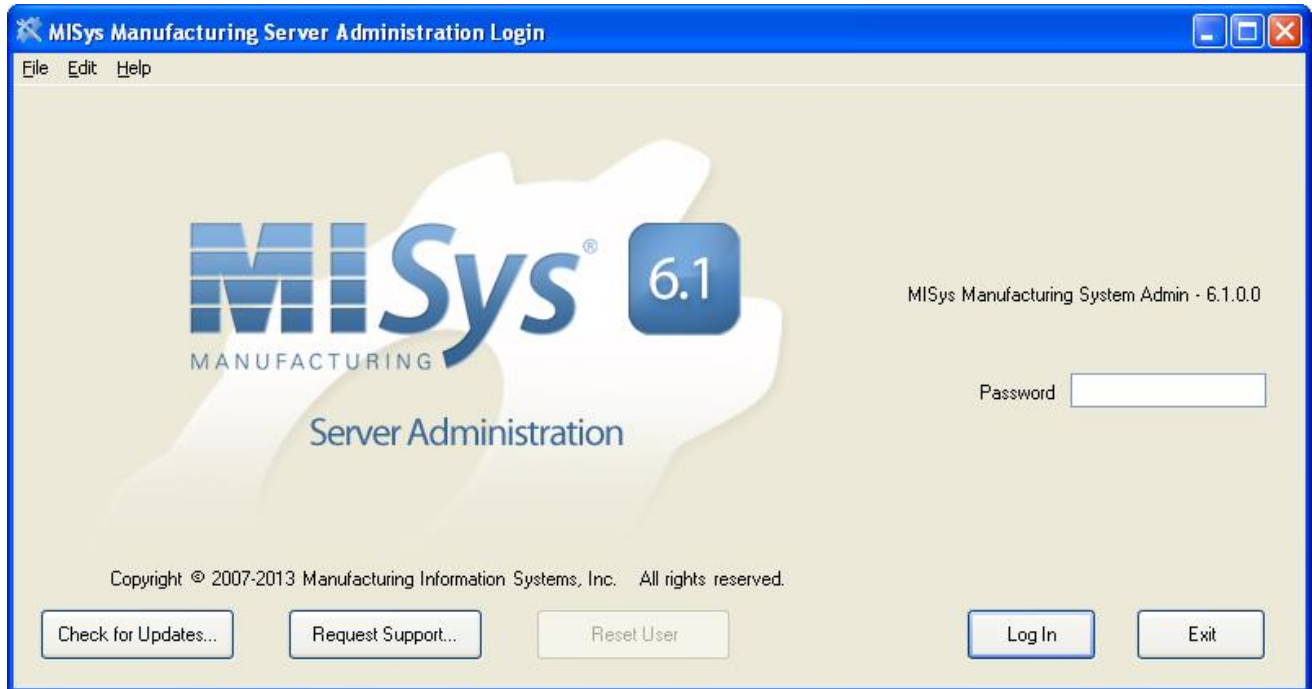 MISys Manufacturing Server Administration Login
File Edit Help
MISys® 6.1
MANUFACTURING
Server Administration
MISys Manufacturing System Admin - 6.1.0.0
Password
Copyright © 2007-2013 Manufacturing Information Systems, Inc. All rights reserved.
Check for Updates... Request Support... Reset User Log In Exit